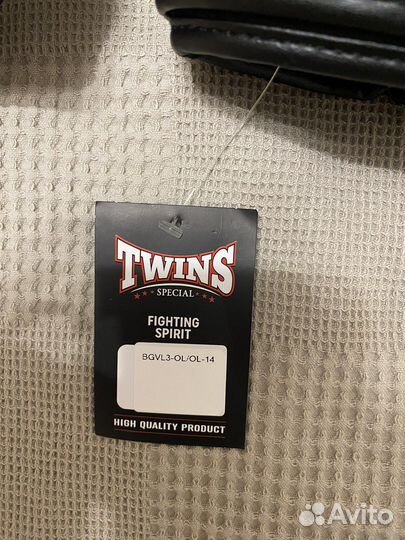 TWINS
SPECIAL
FIGHTING
SPIRIT
BGVL3-OL/OL-14
HIGH QUALITY PRODUCT
Avito